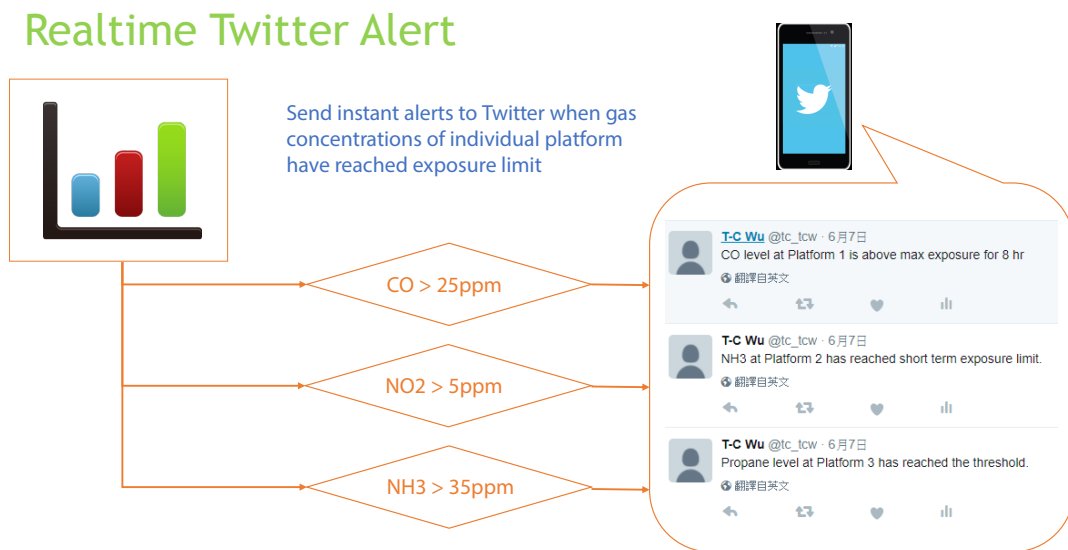 Realtime Twitter Alert
Send instant alerts to Twitter when gas
concentrations of individual platform
have reached exposure limit
CO > 25ppm
NO2 > 5ppm
NH3 > 35ppm
T-C Wu @tc_tcw · 6月7日
CO level at Platform 1 is above max exposure for 8 hr
翻譯自英文
T-C Wu @tc_tcw · 6月7日
NH3 at Platform 2 has reached short term exposure limit.
翻譯自英文
T-C Wu @tc_tcw · 6月7日
Propane level at Platform 3 has reached the threshold.
翻譯自英文